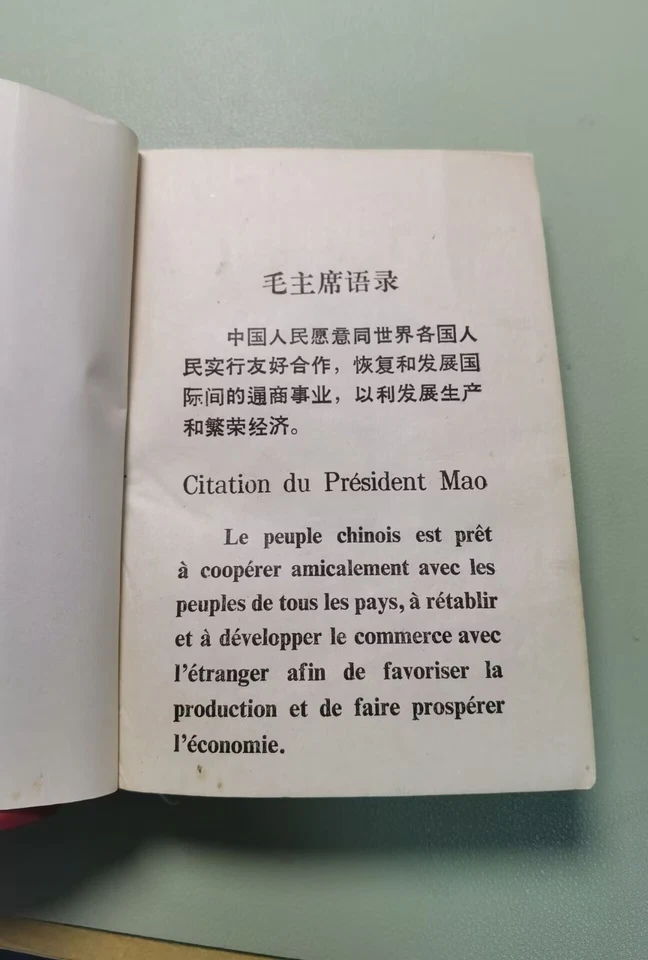 毛主席语录
中国人民愿意同世界各国人
民实行友好合作，恢复和发展国
际间的通商事业，以利发展生产
和繁荣经济。
Citation du Président Mao
Le peuple chinois est prêt
à coopérer amicalement avec les
peuples de tous les pays, à rétablir
et à développer le commerce avec
l'étranger afin de favoriser la
production et de faire prospérer
l'économie.